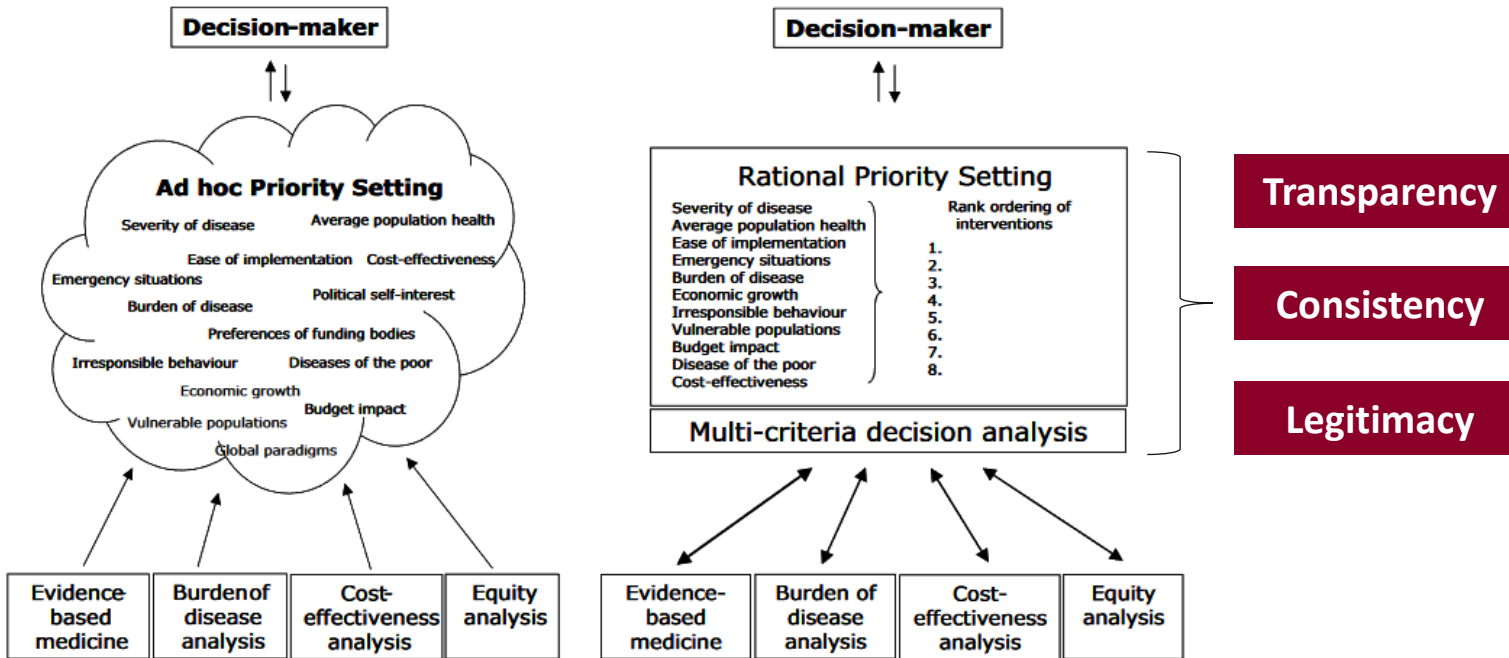 Decision-maker
Ad hoc Priority Setting
Severity of disease
Average population health
Ease of implementation
Cost-effectiveness
Emergency situations
Political self-interest
Burden of disease
Preferences of funding bodies
Irresponsible behaviour
Diseases of the poor
Economic growth
Budget impact
Vulnerable populations
Global paradigms
Evidence-
based
medicine
Burden of
disease
analysis
Cost-
effectiveness
analysis
Equity
analysis
Decision-maker
Rational Priority Setting
Severity of disease
Average population health
Ease of implementation
Emergency situations
Burden of disease
Economic growth
Irresponsible behaviour
Vulnerable populations
Budget impact
Disease of the poor
Cost-effectiveness
Rank ordering of
interventions
1.
2.
3.
4.
5.
6.
7.
8.
Multi-criteria decision analysis
Evidence-
based
medicine
Burden of
disease
analysis
Cost-
effectiveness
analysis
Equity
analysis
Transparency
Consistency
Legitimacy